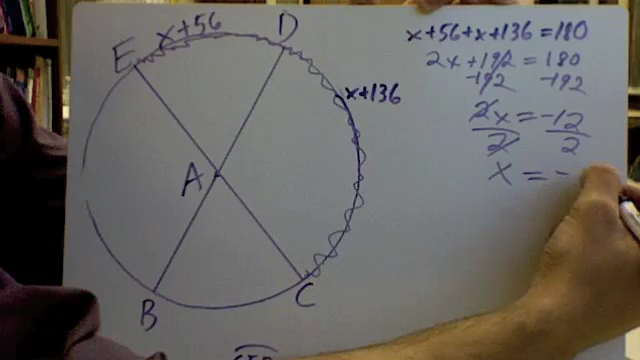 x+56
D
E
x+136
A
B
C
x+56+x+136=180
2x+192=180
-192 -192
2x=-12
2 2
x=-